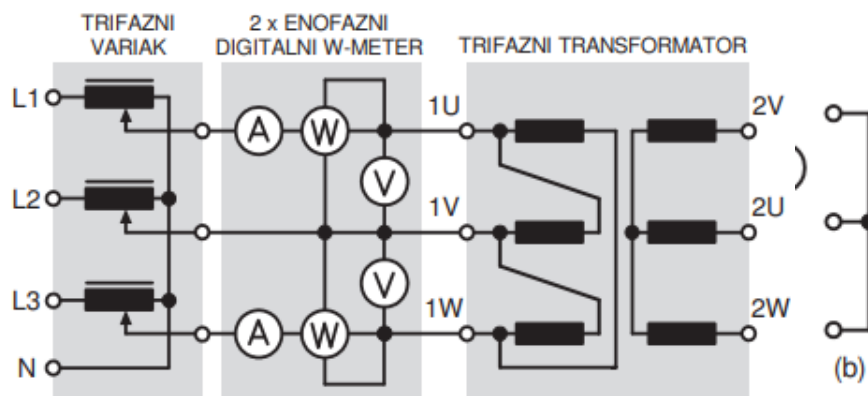 TRIFAZNI
VARIAK
2 x ENOFAZNI
DIGITALNI W-METER
TRIFAZNI TRANSFORMATOR
L1
A
W
1U
2V
V
L2
1V
2U
V
L3
A
W
1W
2W
N
(b)